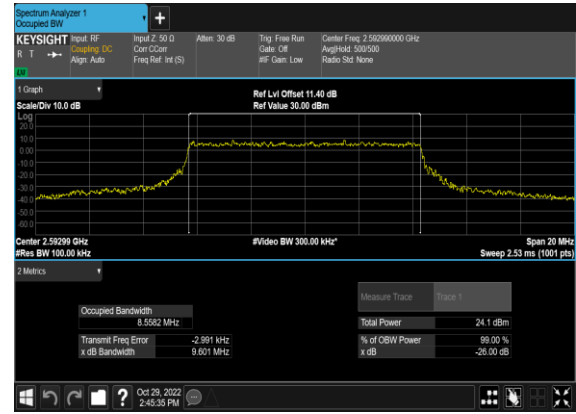 Spectrum Analyzer 1
Occupied BW
KEYSIGHT Input: RF Input Z: 50 Ω Atten: 30 dB Trig: Free Run Center Freq: 2.592990000 GHz
R T Coupling: DC Corr CCorr Gate: Off Avg|Hold: 500/500
Align: Auto Freq Ref: Int (S) #IF Gain: Low Radio Std: None
1 Graph
Ref Lvl Offset 11.40 dB
Scale/Div 10.0 dB Ref Value 30.00 dBm
Log
20.0
10.0
0.00
-10.0
-20.0
-30.0
-40.0
-50.0
-60.0
Center 2.59299 GHz #Video BW 300.00 kHz* Span 20 MHz
#Res BW 100.00 kHz Sweep 2.53 ms (1001 pts)
2 Metrics
Measure Trace Trace 1
Occupied Bandwidth
8.5582 MHz Total Power 24.1 dBm
Transmit Freq Error -2.991 kHz % of OBW Power 99.00 %
x dB Bandwidth 9.601 MHz x dB -26.00 dB
? Oct 29, 2022
2:45:35 PM